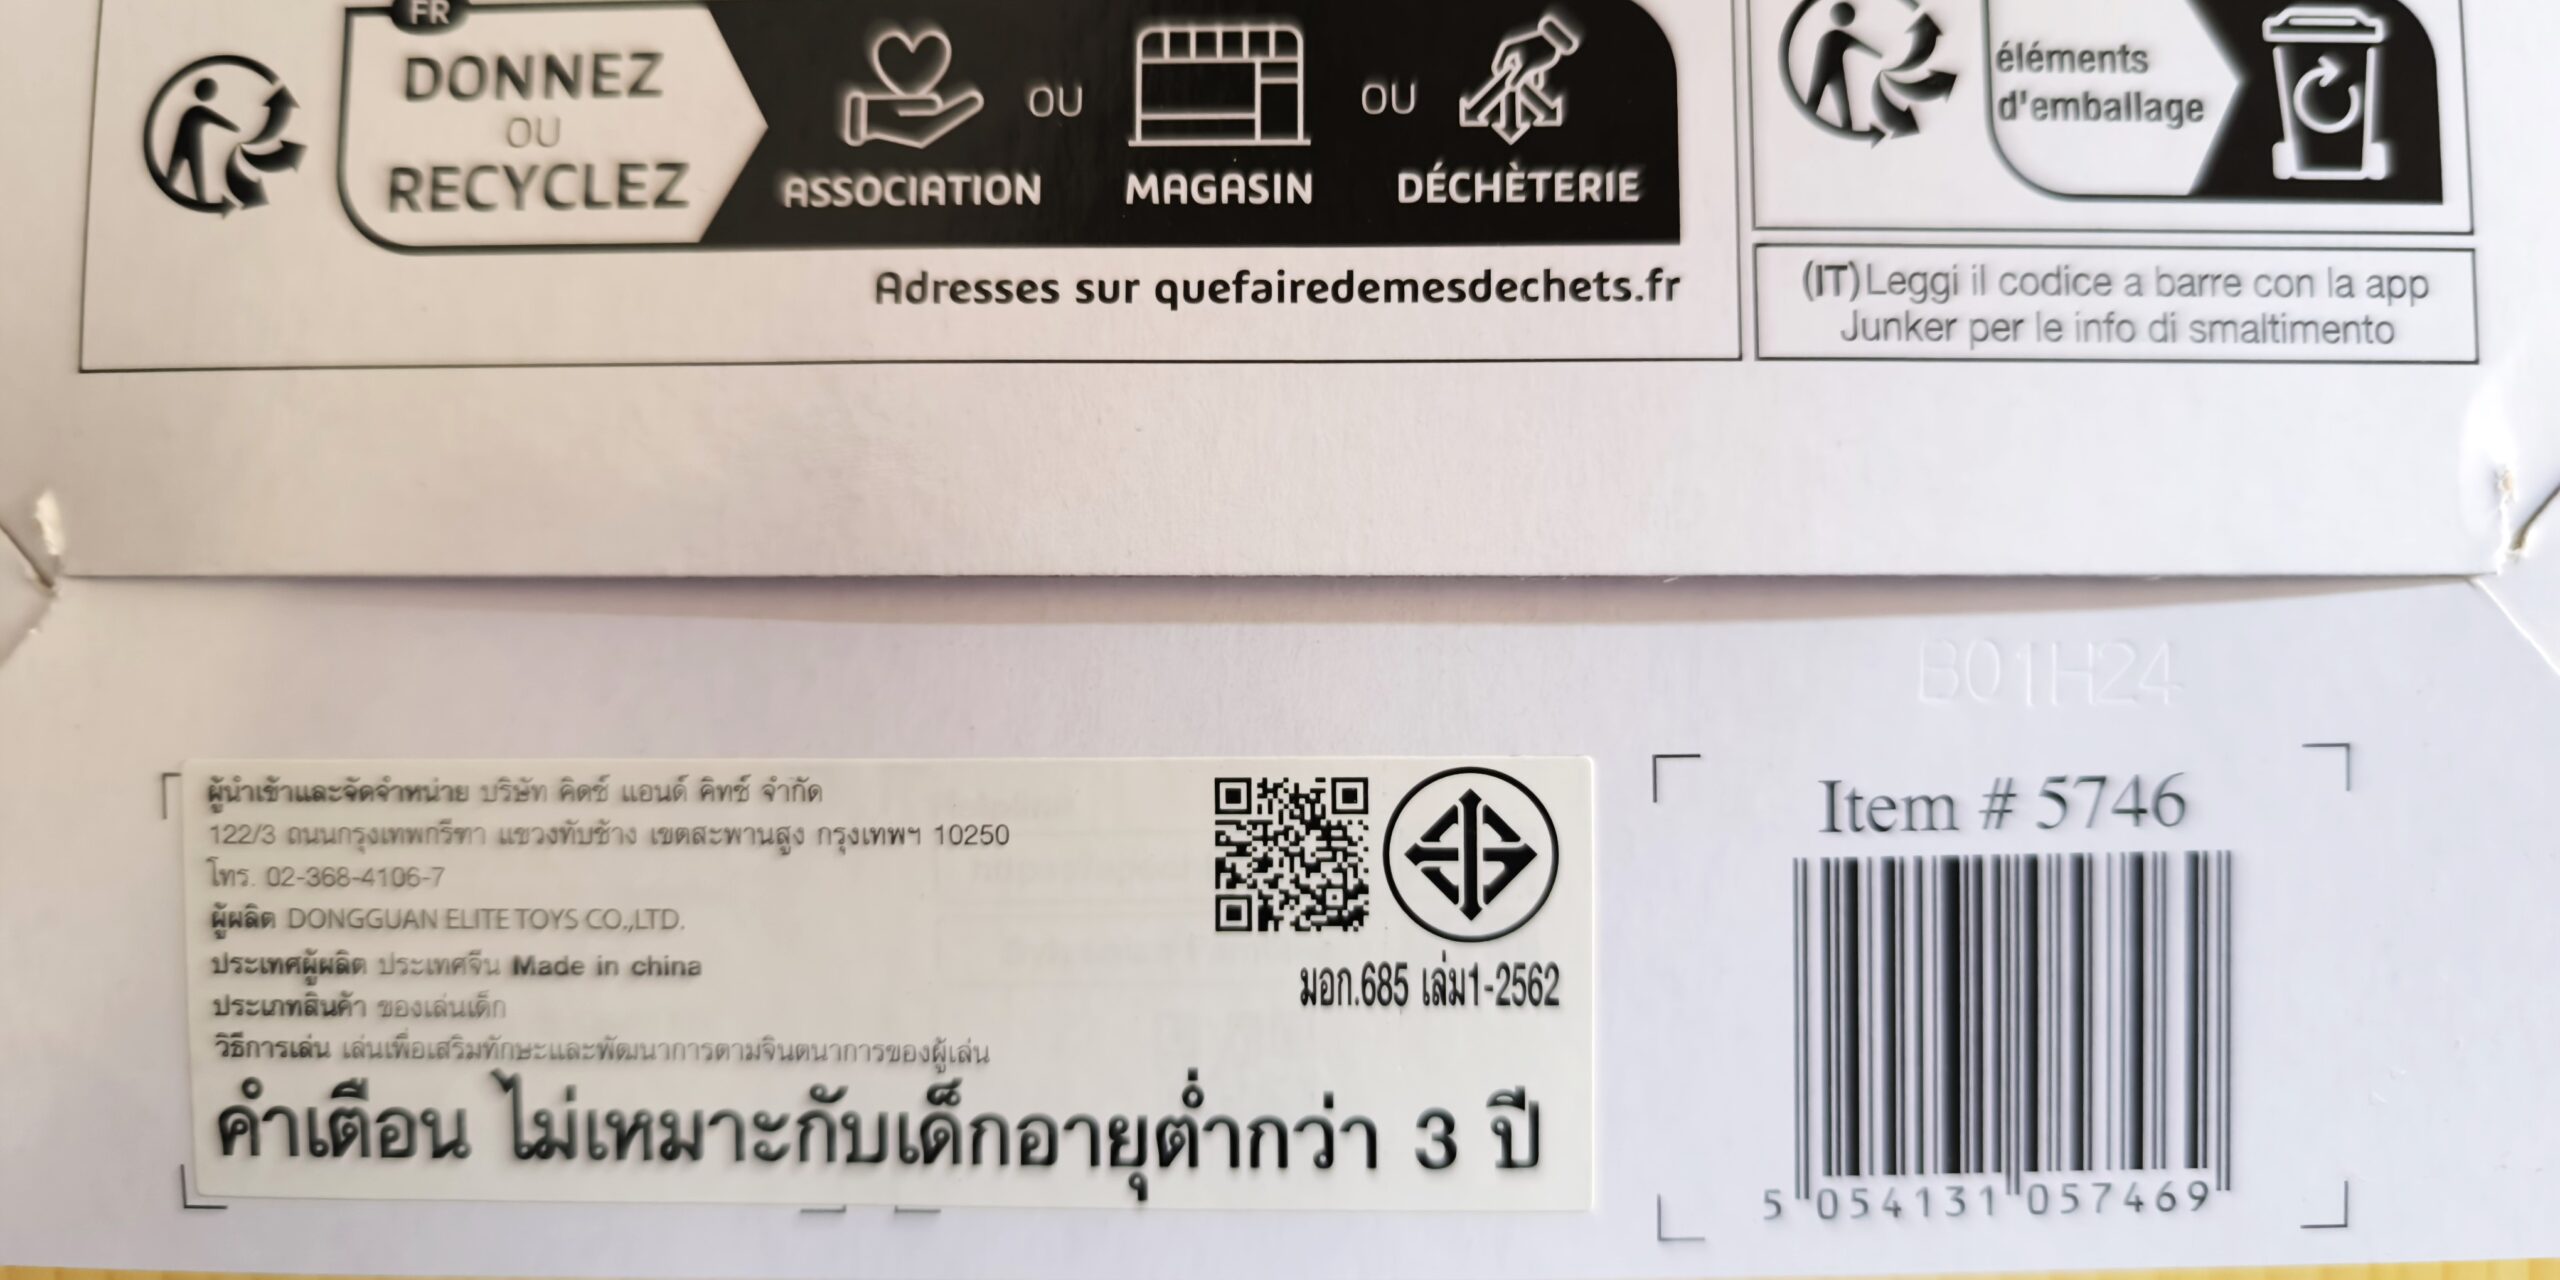 FR
DONNEZ
OU
RECYCLEZ
OU
OU
ASSOCIATION
MAGASIN
DÉCHÈTERIE
Adresses sur quefairedemesdechets.fr
éléments
d'emballage
(IT)Leggi il codice a barre con la app
Junker per le info di smaltimento
B01H24
ผู้นำเข้าและจัดจำหน่าย บริษัท คิดช์ แอนด์ คิทช์ จำกัด
122/3 ถนนกรุงเทพกรีฑา แขวงทับช้าง เขตสะพานสูง กรุงเทพฯ 10250
โทร. 02-368-4106-7
ผู้ผลิต DONGGUAN ELITE TOYS CO.,LTD.
ประเทศผู้ผลิต ประเทศจีน Made in china
ประเภทสินค้า ของเล่นเด็ก
วิธีการเล่น เล่นเพื่อเสริมทักษะและพัฒนาการตามจินตนาการของผู้เล่น
คำเตือน ไม่เหมาะกับเด็กอายุต่ำกว่า 3 ปี
มอก.685 เล่ม1-2562
Item # 5746
5 054131 057469